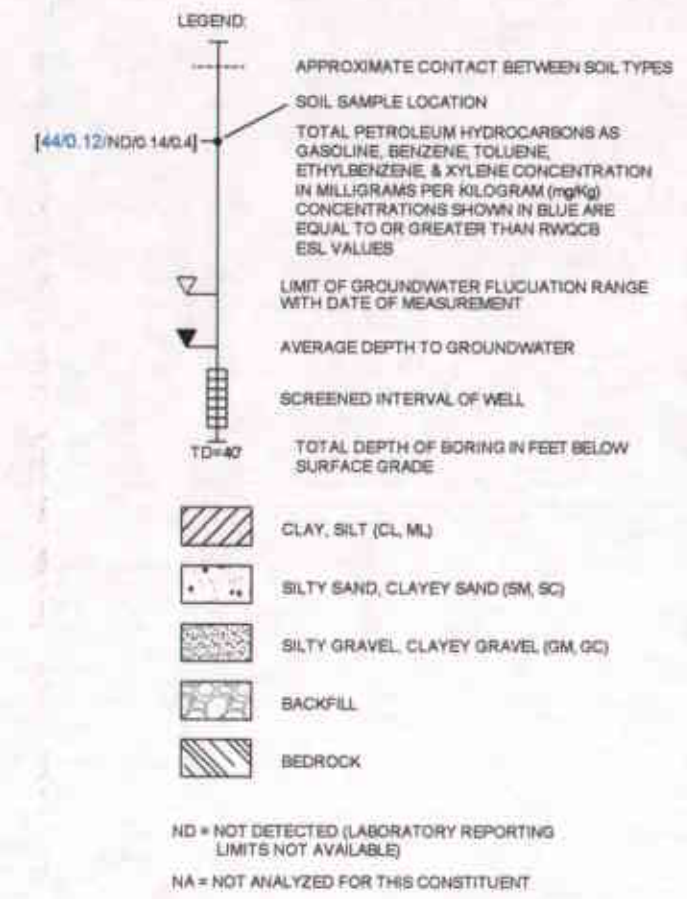 LEGEND:
APPROXIMATE CONTACT BETWEEN SOIL TYPES
SOIL SAMPLE LOCATION
[44/0.12/ND/0.14/0.4]
TOTAL PETROLEUM HYDROCARBONS AS
GASOLINE, BENZENE, TOLUENE,
ETHYLBENZENE, & XYLENE CONCENTRATION
IN MILLIGRAMS PER KILOGRAM (mg/Kg)
CONCENTRATIONS SHOWN IN BLUE ARE
EQUAL TO OR GREATER THAN RWQCB
ESL VALUES
LIMIT OF GROUNDWATER FLUCUATION RANGE
WITH DATE OF MEASUREMENT
AVERAGE DEPTH TO GROUNDWATER
SCREENED INTERVAL OF WELL
TD=40'
TOTAL DEPTH OF BORING IN FEET BELOW
SURFACE GRADE
CLAY, SILT (CL, ML)
SILTY SAND, CLAYEY SAND (SM, SC)
SILTY GRAVEL, CLAYEY GRAVEL (GM, GC)
BACKFILL
BEDROCK
ND = NOT DETECTED (LABORATORY REPORTING
LIMITS NOT AVAILABLE)
NA = NOT ANALYZED FOR THIS CONSTITUENT